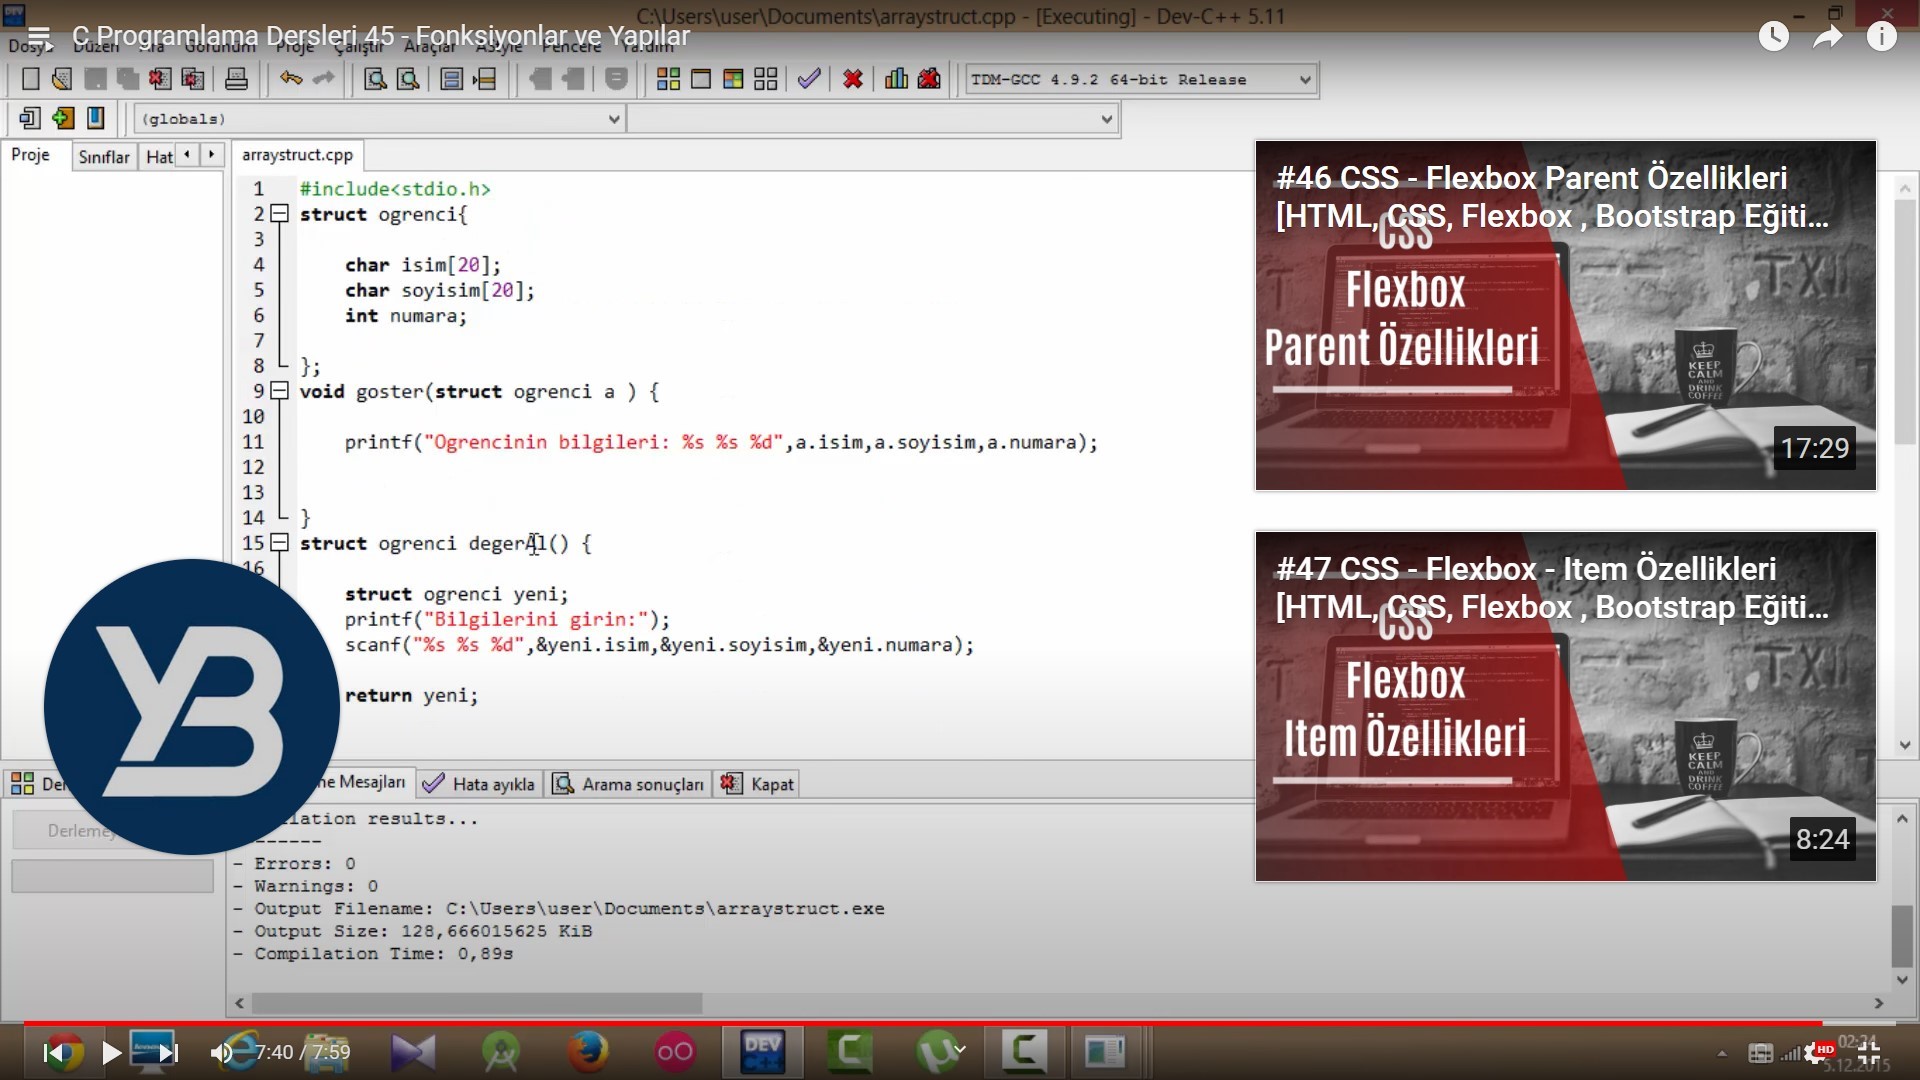 C:\Users\user\Documents\arraystruct.cpp - [Executing] - Dev-C++ 5.11
C Programlama Dersleri 45 - Fonksiyonlar ve Yapılar
Dosya Düzen Ara Görünüm Proje Çalıştır Araçlar AStyle Pencere Yardım
TDM-GCC 4.9.2 64-bit Release
(globals)
Proje Sınıflar Hat
arraystruct.cpp
1 #include<stdio.h>
2 struct ogrenci{
3
4 char isim[20];
5 char soyisim[20];
6 int numara;
7
8 };
9 void goster(struct ogrenci a ) {
10
11 printf("Ogrencinin bilgileri: %s %s %d",a.isim,a.soyisim,a.numara);
12
13
14 }
15 struct ogrenci degerAl() {
16
struct ogrenci yeni;
printf("Bilgilerini girin:");
scanf("%s %s %d",&yeni.isim,&yeni.soyisim,&yeni.numara);
return yeni;
YB
#46 CSS - Flexbox Parent Özellikleri
[HTML, CSS, Flexbox , Bootstrap Eğiti...
CSS
Flexbox
Parent Özellikleri
KEEP
CALM
AND
DRINK
COFFEE
17:29
#47 CSS - Flexbox - Item Özellikleri
[HTML, CSS, Flexbox , Bootstrap Eğiti...
CSS
Flexbox
Item Özellikleri
KEEP
CALM
AND
DRINK
COFFEE
8:24
Der
me Mesajları Hata ayıkla Arama sonuçları Kapat
Derleme
lation results...
-------
- Errors: 0
- Warnings: 0
- Output Filename: C:\Users\user\Documents\arraystruct.exe
- Output Size: 128,666015625 KiB
- Compilation Time: 0,89s
7:40 / 7:59
DEV
HD
02:24
5.12.2015